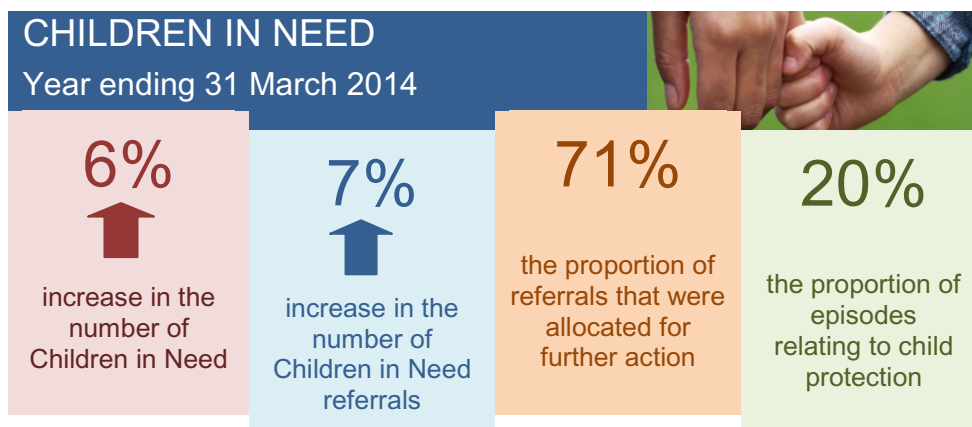 CHILDREN IN NEED
Year ending 31 March 2014
6%
increase in the
number of
Children in Need
7%
increase in the
number of
Children in Need
referrals
71%
the proportion of
referrals that were
allocated for
further action
20%
the proportion of
episodes
relating to child
protection